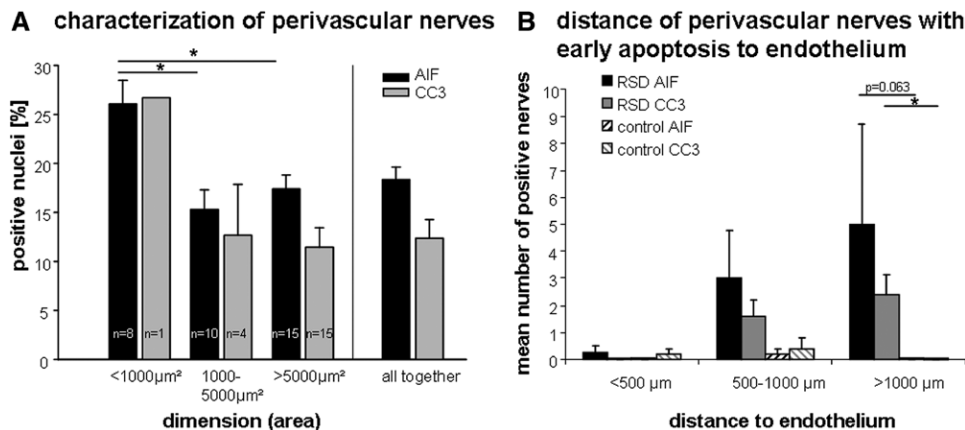 A characterization of perivascular nerves
positive nuclei [%]
30
25
20
15
10
5
0
*
*
AIF
CC3
n=8
n=1
n=10
n=4
n=15
n=15
<1000µm²
1000-
5000µm²
>5000µm²
all together
dimension (area)
B distance of perivascular nerves with
early apoptosis to endothelium
mean number of positive nerves
10
9
8
7
6
5
4
3
2
1
0
RSD AIF
RSD CC3
control AIF
control CC3
p=0.063
*
<500 µm
500-1000 µm
>1000 µm
distance to endothelium